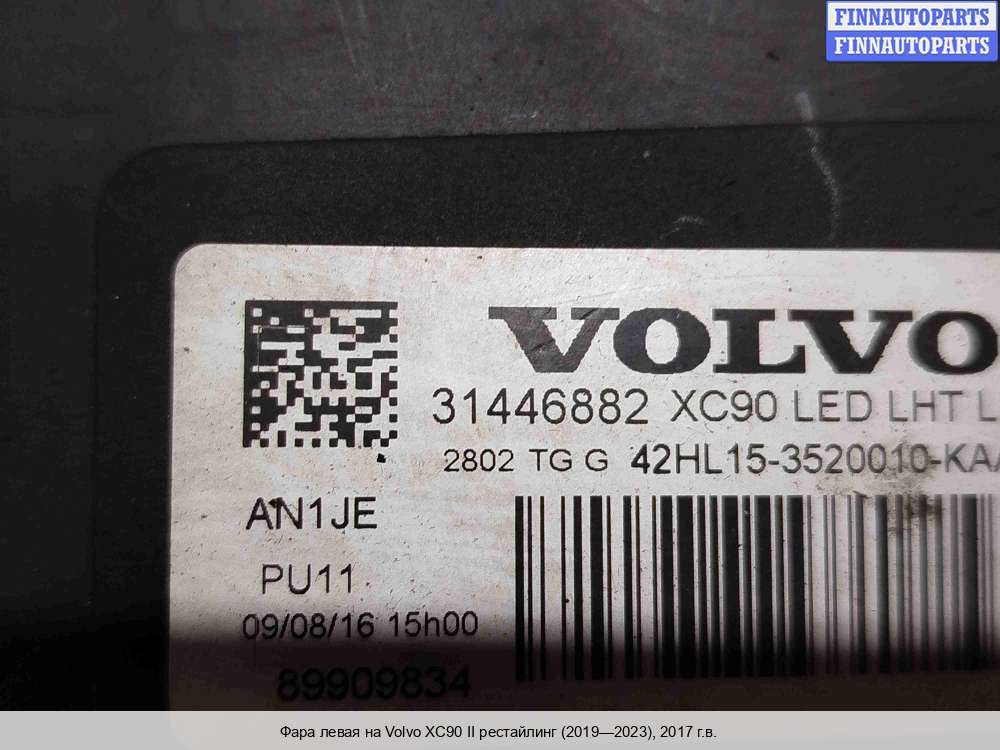 FINNAUTOPARTS
FINNAUTOPARTS
VOLVO
31446882 XC90 LED LHT L
2802 TG G 42HL15-3520010-KAA
AN1JE
PU11
09/08/16 15h00
89909834
Фара левая на Volvo XC90 II рестайлинг (2019—2023), 2017 г.в.